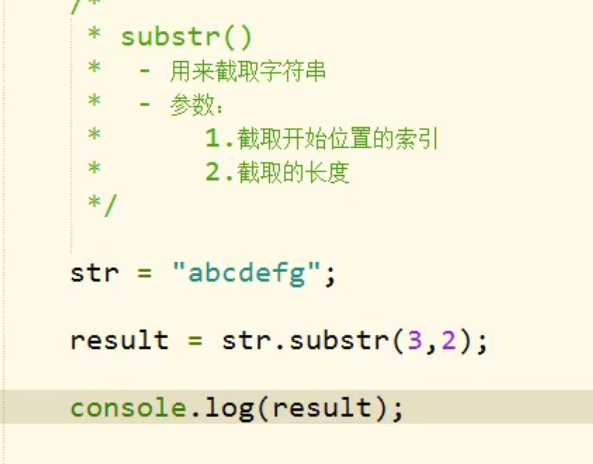 /*
* substr()
* - 用来截取字符串
* - 参数：
* 1.截取开始位置的索引
* 2.截取的长度
*/
str = "abcdefg";
result = str.substr(3,2);
console.log(result);